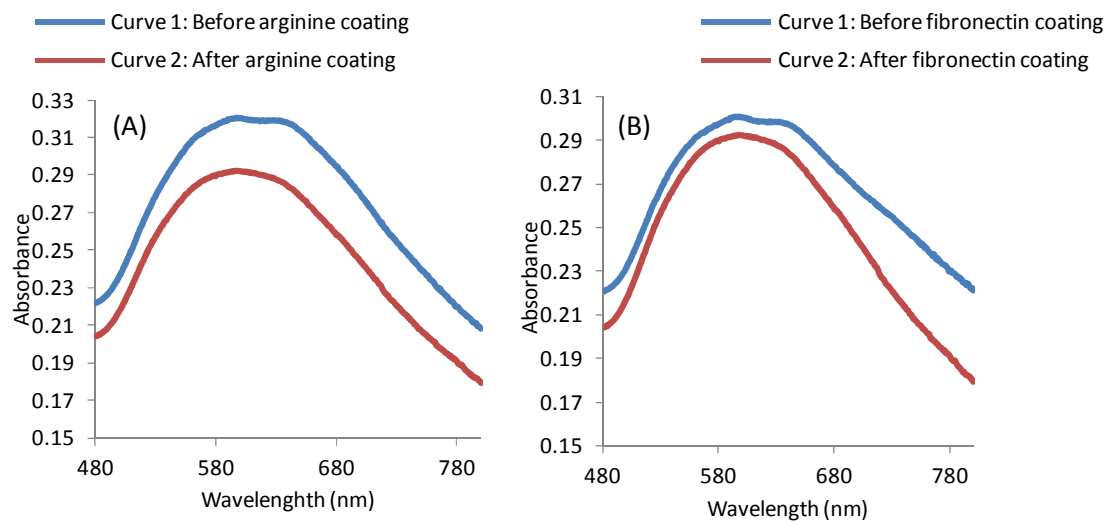 Curve 1: Before arginine coating
Curve 2: After arginine coating
(A)
Absorbance
0.33
0.31
0.29
0.27
0.25
0.23
0.21
0.19
0.17
0.15
480
580
680
780
Wavelenghth (nm)
Curve 1: Before fibronectin coating
Curve 2: After fibronectin coating
(B)
Absorbance
0.31
0.29
0.27
0.25
0.23
0.21
0.19
0.17
0.15
480
580
680
780
Wavelength (nm)